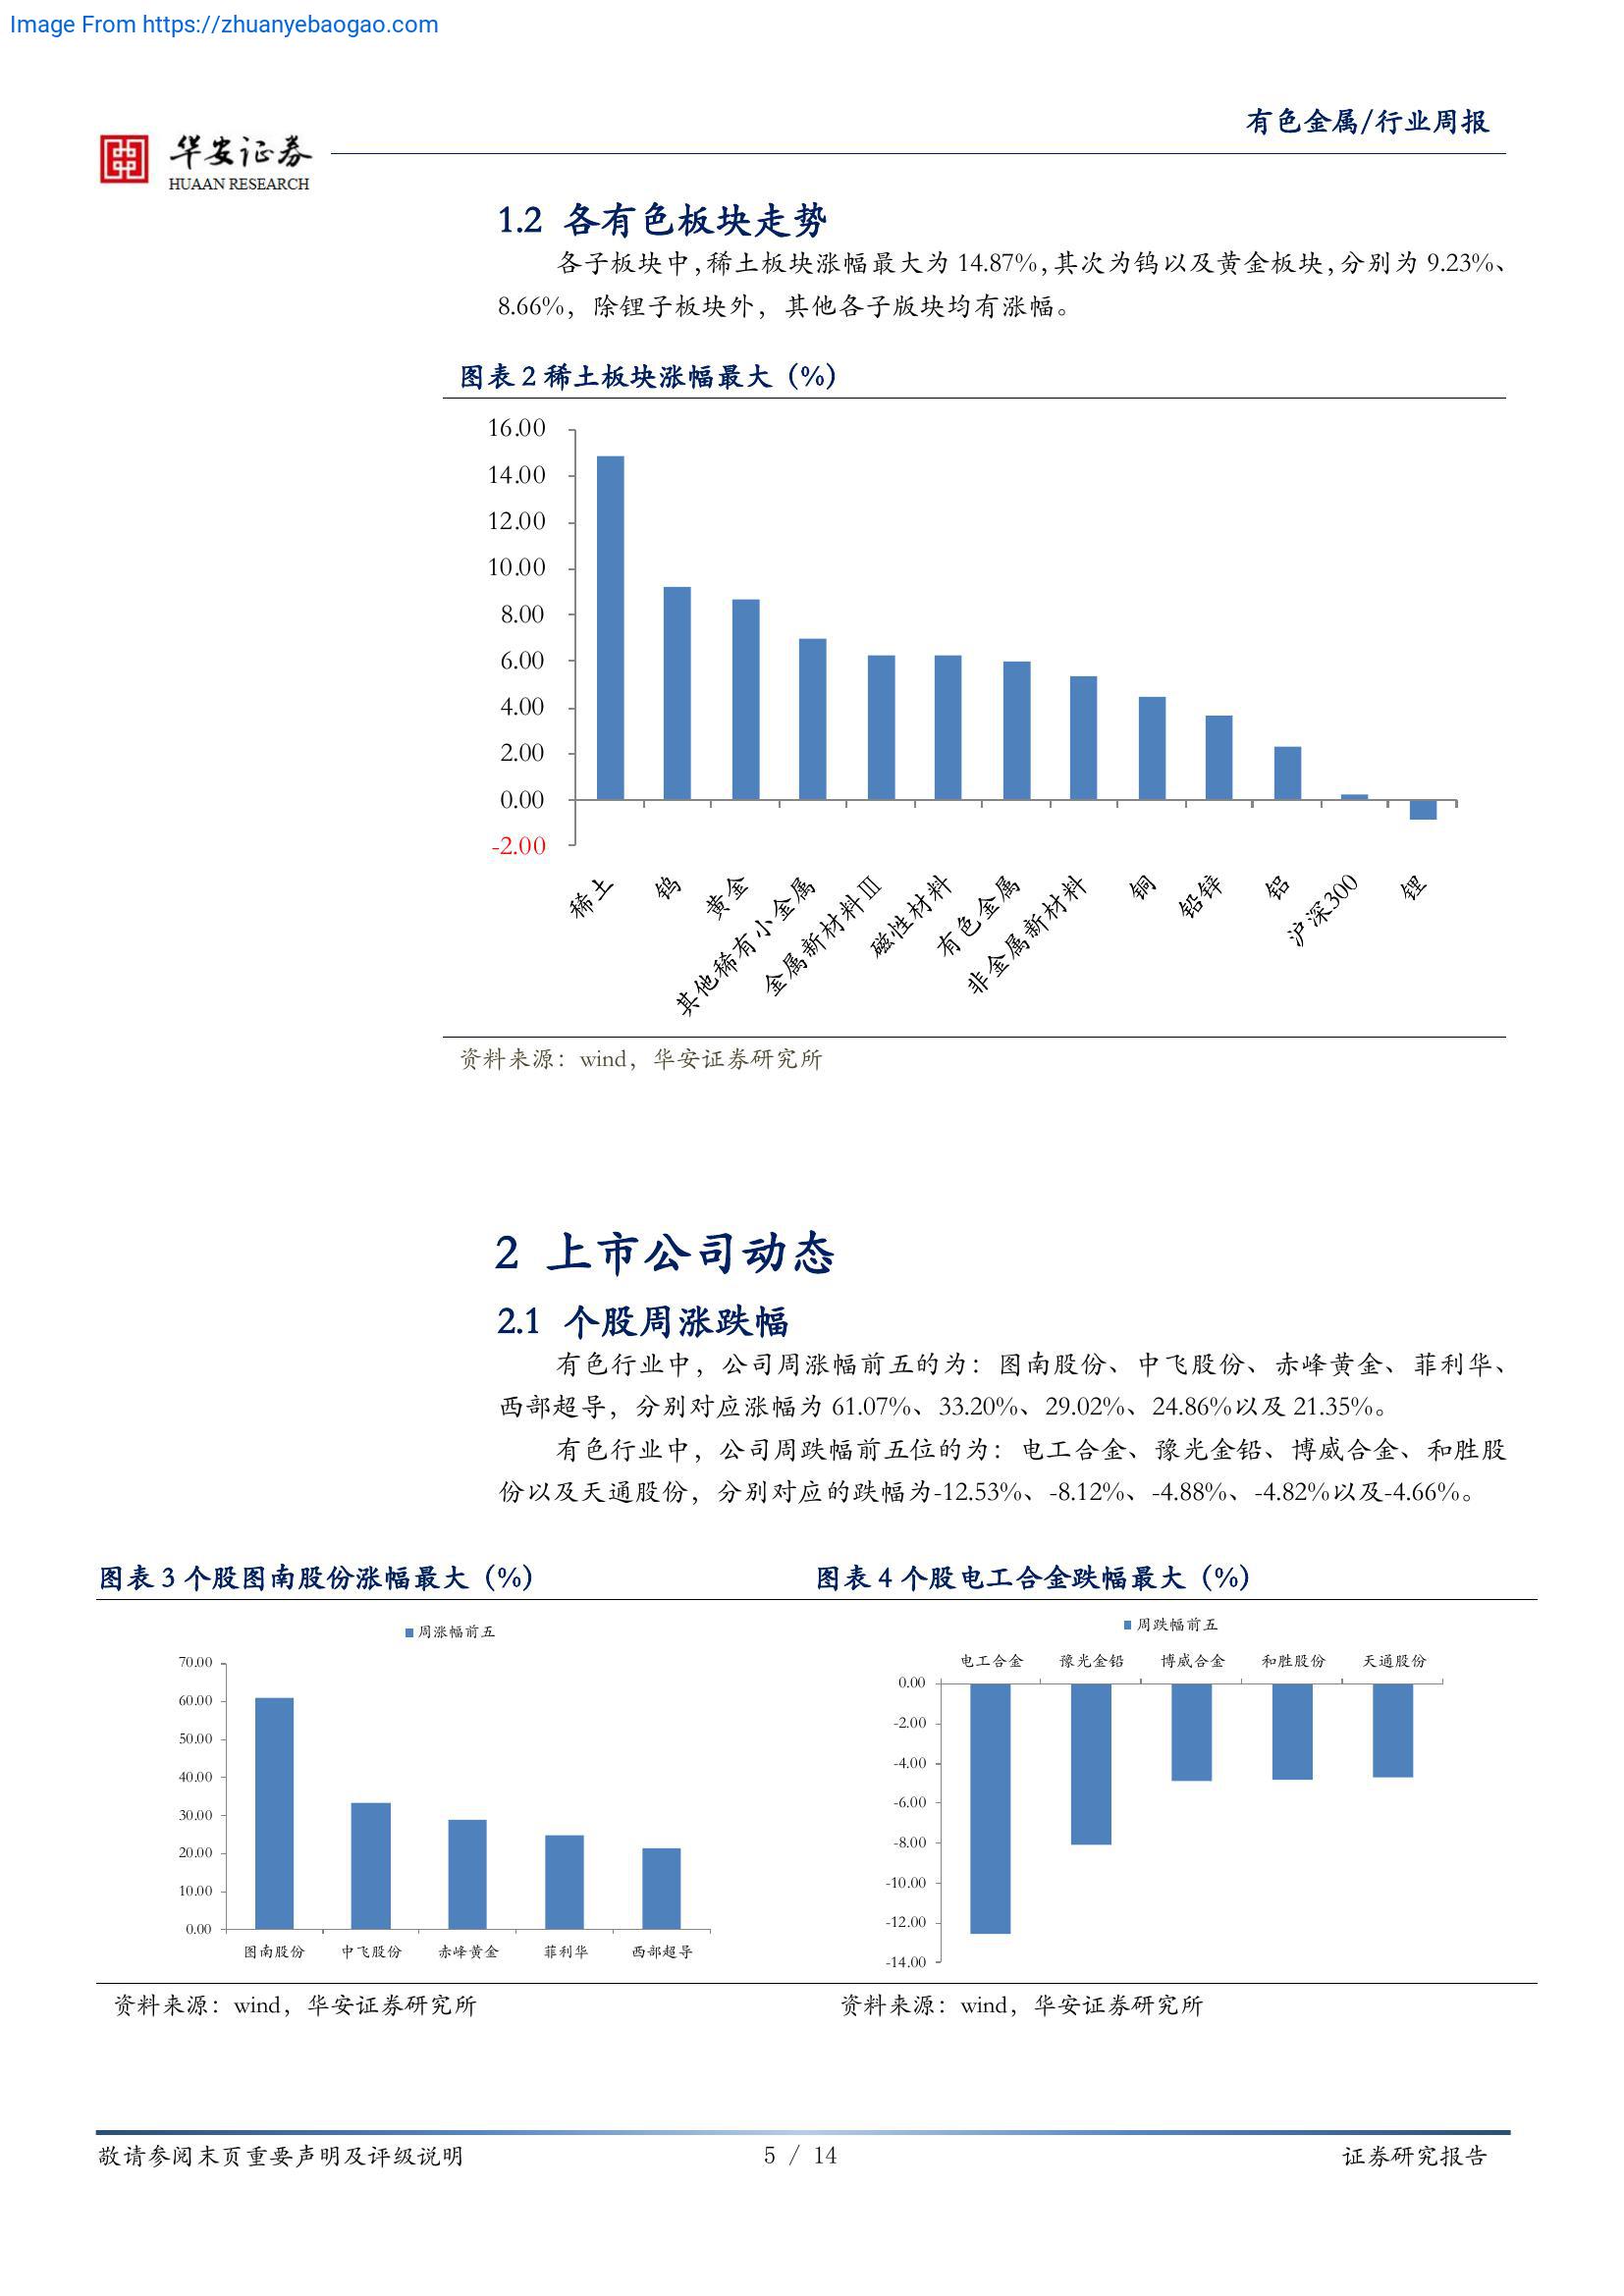 Image From https://zhuanyebaogao.com
有色金属/行业周报
华安证券
HUAAN RESEARCH
1.2 各有色板块走势
各子板块中，稀土板块涨幅最大为 14.87%，其次为钨以及黄金板块，分别为 9.23%、
8.66%，除锂子板块外，其他各子版块均有涨幅。
图表 2 稀土板块涨幅最大（%）
16.00
14.00
12.00
10.00
8.00
6.00
4.00
2.00
0.00
-2.00
稀土
钨
黄金
其他稀有小金属
金属新材料Ⅲ
磁性材料
有色金属
非金属新材料
铜
铅锌
铝
沪深300
锂
资料来源：wind，华安证券研究所
2 上市公司动态
2.1 个股周涨跌幅
有色行业中，公司周涨幅前五的为：图南股份、中飞股份、赤峰黄金、菲利华、
西部超导，分别对应涨幅为 61.07%、33.20%、29.02%、24.86%以及 21.35%。
有色行业中，公司周跌幅前五位的为：电工合金、豫光金铅、博威合金、和胜股
份以及天通股份，分别对应的跌幅为-12.53%、-8.12%、-4.88%、-4.82%以及-4.66%。
图表 3 个股图南股份涨幅最大（%）
周涨幅前五
70.00
60.00
50.00
40.00
30.00
20.00
10.00
0.00
图南股份 中飞股份 赤峰黄金 菲利华 西部超导
资料来源：wind，华安证券研究所
图表 4 个股电工合金跌幅最大（%）
周跌幅前五
电工合金 豫光金铅 博威合金 和胜股份 天通股份
0.00
-2.00
-4.00
-6.00
-8.00
-10.00
-12.00
-14.00
资料来源：wind，华安证券研究所
敬请参阅末页重要声明及评级说明
5 / 14
证券研究报告